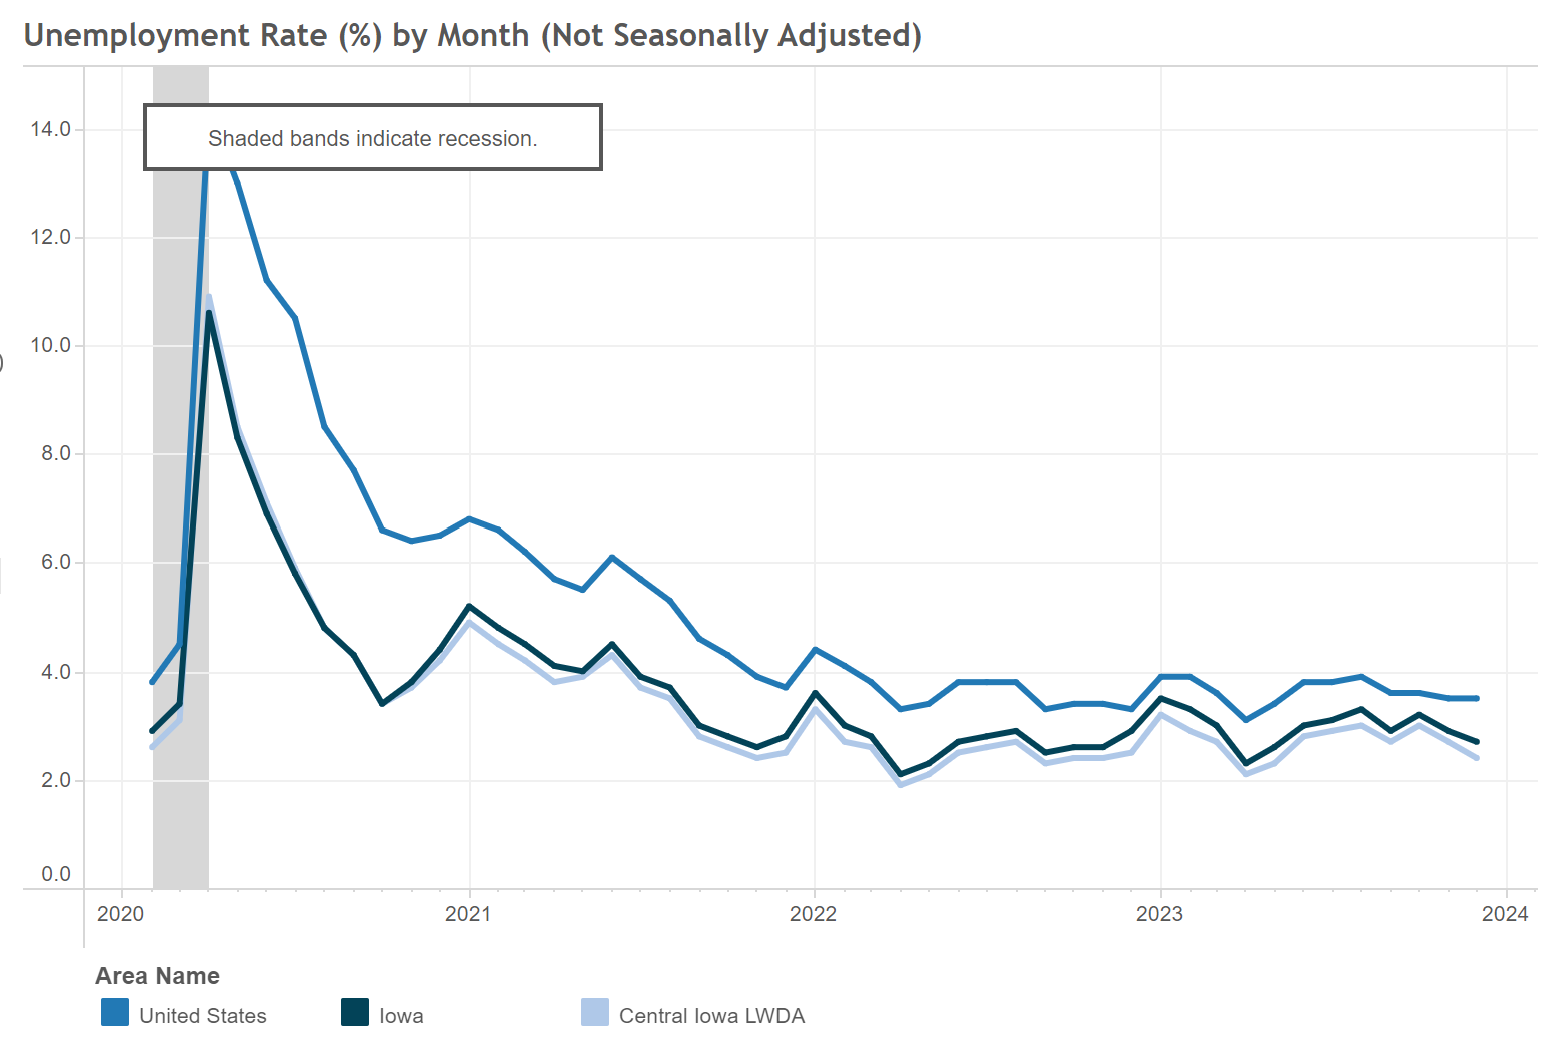 Unemployment Rate (%) by Month (Not Seasonally Adjusted)
Shaded bands indicate recession.
14.0
12.0
10.0
8.0
6.0
4.0
2.0
0.0
2020 2021 2022 2023 2024
Area Name
United States Iowa Central Iowa LWDA